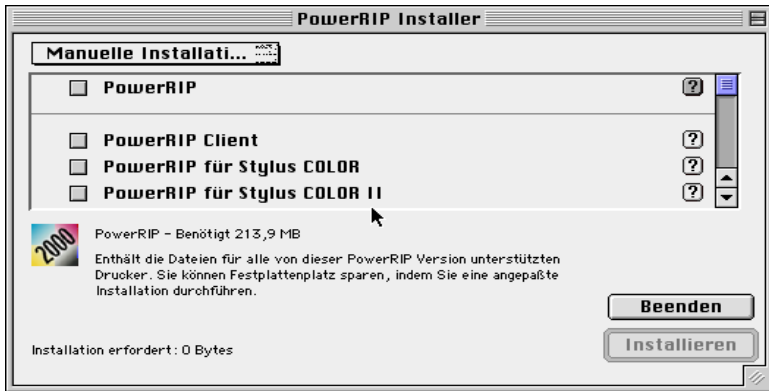 PowerRIP Installer
Manuelle Installati...
PowerRIP
?
PowerRIP Client
?
PowerRIP für Stylus COLOR
?
PowerRIP für Stylus COLOR II
?
2000
PowerRIP - Benötigt 213,9 MB
Enthält die Dateien für alle von dieser PowerRIP Version unterstützten
Drucker. Sie können Festplattenplatz sparen, indem Sie eine angepaßte
Installation durchführen.
Beenden
Installation erfordert: 0 Bytes
Installieren